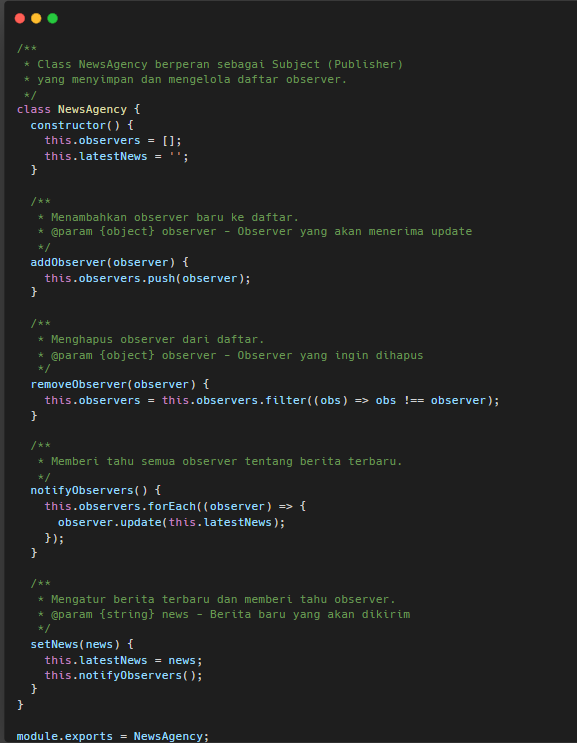 /**
 * Class NewsAgency berperan sebagai Subject (Publisher)
 * yang menyimpan dan mengelola daftar observer.
 */
class NewsAgency {
  constructor() {
    this.observers = [];
    this.latestNews = '';
  }

  /**
   * Menambahkan observer baru ke daftar.
   * @param {object} observer - Observer yang akan menerima update
   */
  addObserver(observer) {
    this.observers.push(observer);
  }

  /**
   * Menghapus observer dari daftar.
   * @param {object} observer - Observer yang ingin dihapus
   */
  removeObserver(observer) {
    this.observers = this.observers.filter((obs) => obs !== observer);
  }

  /**
   * Memberi tahu semua observer tentang berita terbaru.
   */
  notifyObservers() {
    this.observers.forEach((observer) => {
      observer.update(this.latestNews);
    });
  }

  /**
   * Mengatur berita terbaru dan memberi tahu observer.
   * @param {string} news - Berita baru yang akan dikirim
   */
  setNews(news) {
    this.latestNews = news;
    this.notifyObservers();
  }
}

module.exports = NewsAgency;